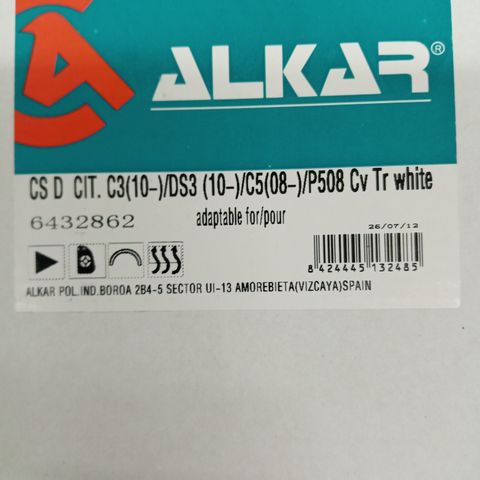 ALKAR®
CS D CIT. C3(10-)/DS3 (10-)/C5(08-)/P508 Cv Tr white
6432862
adaptable for/pour
26/07/12
8 424445 132485
ALKAR POL.IND.BOROA 2B4-5 SECTOR UI-13 AMOREBIETA(VIZCAYA)SPAIN